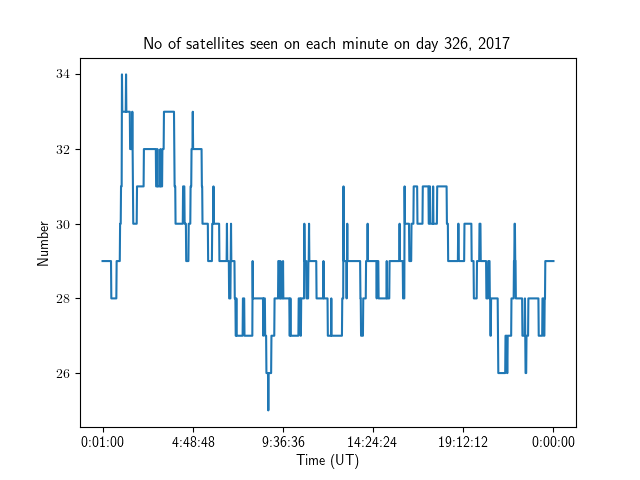 No of satellites seen on each minute on day 326, 2017
34
32
30
28
26
Number
0:01:00 4:48:48 9:36:36 14:24:24 19:12:12 0:00:00
Time (UT)